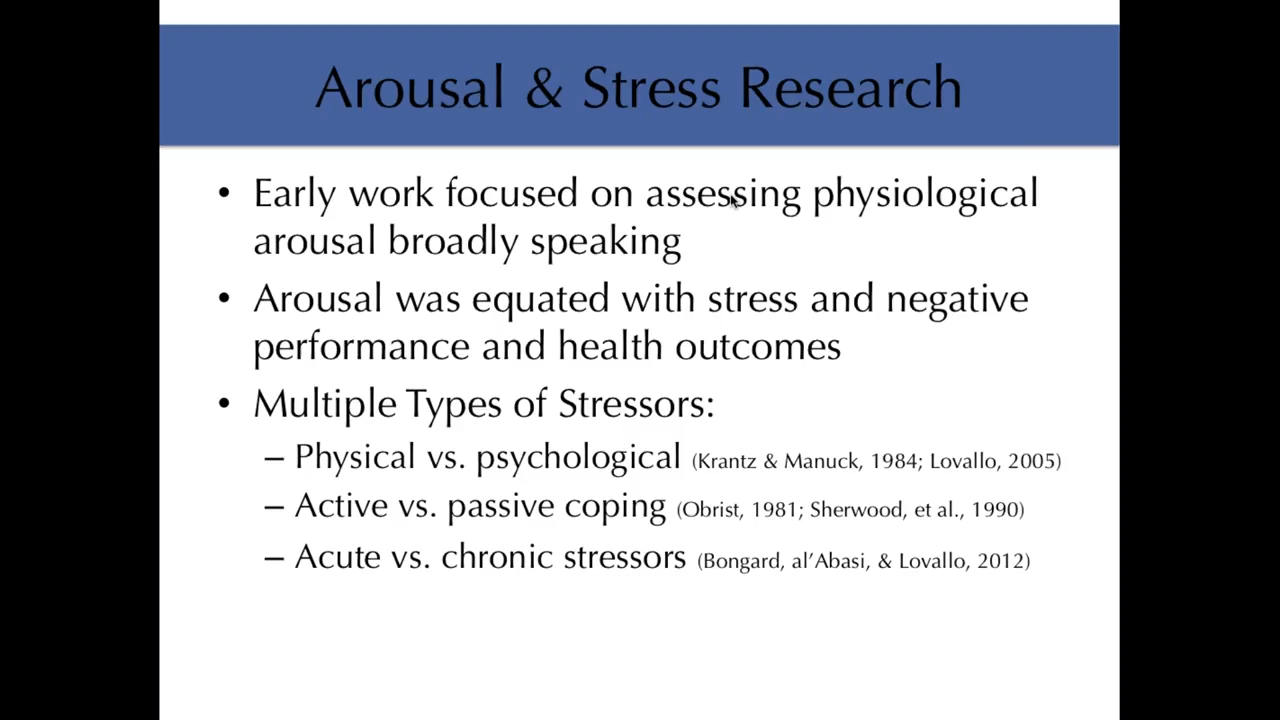 Arousal & Stress Research
• Early work focused on assessing physiological
arousal broadly speaking
• Arousal was equated with stress and negative
performance and health outcomes
• Multiple Types of Stressors:
– Physical vs. psychological (Krantz & Manuck, 1984; Lovallo, 2005)
– Active vs. passive coping (Obrist, 1981; Sherwood, et al., 1990)
– Acute vs. chronic stressors (Bongard, al’Abasi, & Lovallo, 2012)